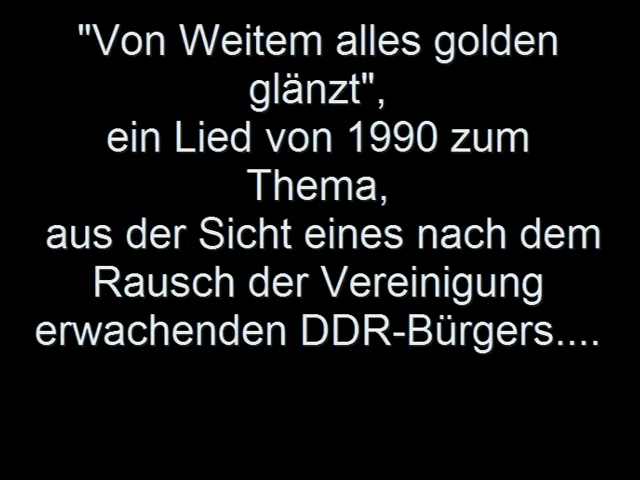 "Von Weitem alles golden
glänzt",
ein Lied von 1990 zum
Thema,
aus der Sicht eines nach dem
Rausch der Vereinigung
erwachenden DDR-Bürgers....